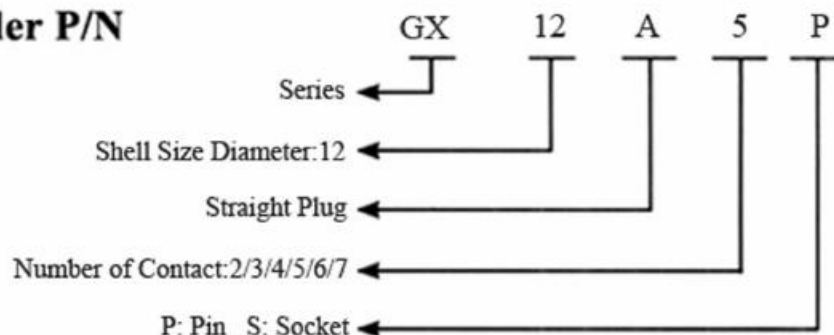 P/N
GX 12 A 5 P
Series
Shell Size Diameter:12
Straight Plug
Number of Contact:2/3/4/5/6/7
P: Pin S: Socket